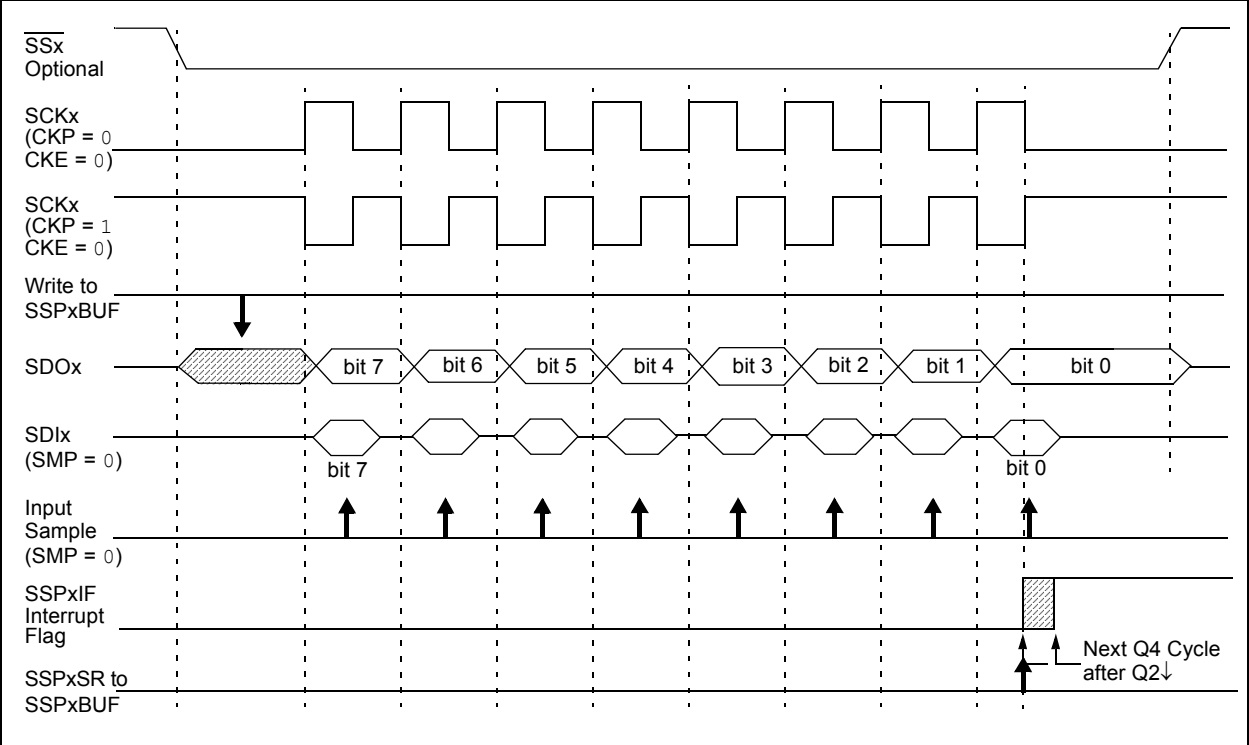 SSx
Optional
SCKx
(CKP = 0
CKE = 0)
SCKx
(CKP = 1
CKE = 0)
Write to
SSPxBUF
SDOx
bit 7
bit 6
bit 5
bit 4
bit 3
bit 2
bit 1
bit 0
SDIx
(SMP = 0)
bit 7
bit 0
Input
Sample
(SMP = 0)
SSPxIF
Interrupt
Flag
Next Q4 Cycle
after Q2↓
SSPxSR to
SSPxBUF